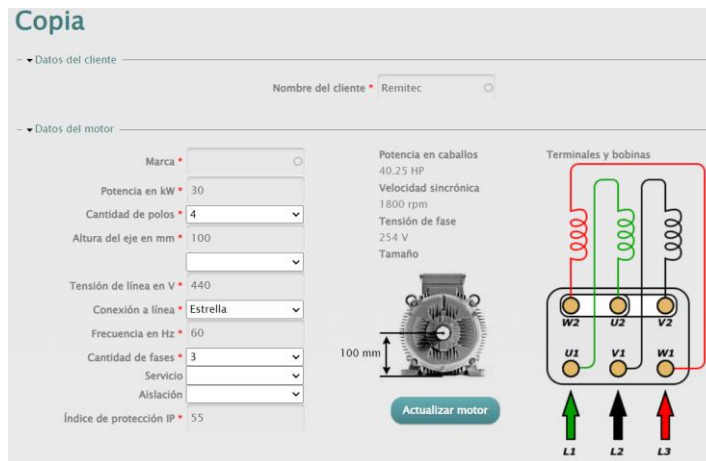 Copia
Datos del cliente
Nombre del cliente * Remitec
Datos del motor
Marca *
Potencia en kW * 30
Cantidad de polos * 4
Altura del eje en mm * 100
Tensión de línea en V * 440
Conexión a línea * Estrella
Frecuencia en Hz * 60
Cantidad de fases * 3
Servicio
Aislación
Índice de protección IP * 55
Potencia en caballos
40.25 HP
Velocidad sincrónica
1800 rpm
Tensión de fase
254 V
Tamaño
100 mm
Actualizar motor
Terminales y bobinas
W2 U2 V2
U1 V1 W1
L1 L2 L3